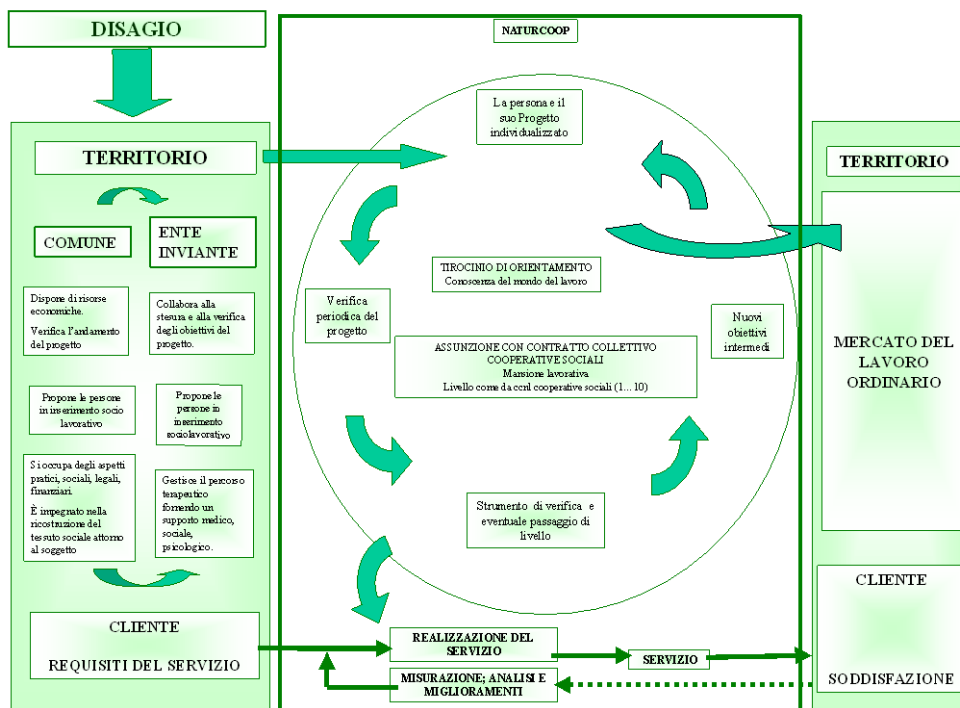 DISAGIO
TERRITORIO
COMUNE
ENTE
INVIANTE
Dispone di risorse
economiche.
Verifica l'andamento
del progetto
Collabora alla
stesura e alla verifica
degli obiettivi del
progetto.
Propone le persone
in inserimento socio
lavorativo
Propone le
persone in
inserimento
sociolavorativo
Si occupa degli aspetti
pratici, sociali, legali,
finanziari.
È impegnato nella
ricostruzione del
tessuto sociale attorno
al soggetto
Gestisce il percorso
terapeutico
fornendo un
supporto medico,
sociale,
psicologico.
CLIENTE
REQUISITI DEL SERVIZIO
NATURCOOP
La persona e il
suo Progetto
individualizzato
TIROCINIO DI ORIENTAMENTO
Conoscenza del mondo del lavoro
Verifica
periodica del
progetto
Nuovi
obiettivi
intermedi
ASSUNZIONE CON CONTRATTO COLLETTIVO
COOPERATIVE SOCIALI
Mansione lavorativa
Livello come da ccnl cooperative sociali (1... 10)
Strumento di verifica e
eventuale passaggio di
livello
REALIZZAZIONE DEL
SERVIZIO
SERVIZIO
MISURAZIONE; ANALISI E
MIGLIORAMENTI
TERRITORIO
MERCATO DEL
LAVORO
ORDINARIO
CLIENTE
SODDISFAZIONE